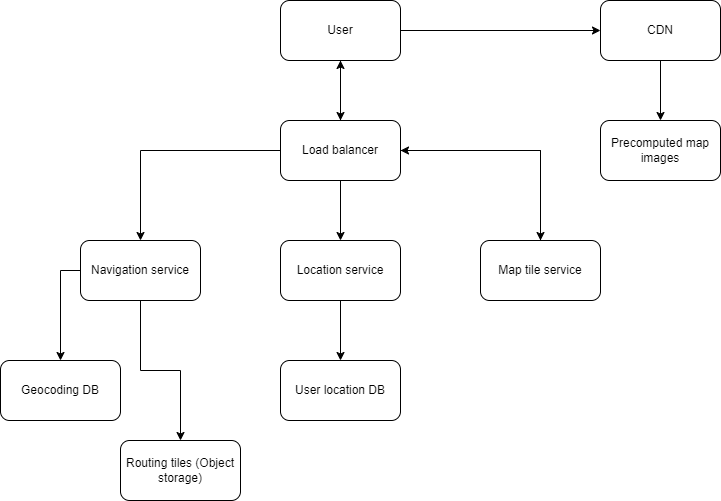 User
CDN
Load balancer
Precomputed map
images
Navigation service
Location service
Map tile service
Geocoding DB
User location DB
Routing tiles (Object
storage)